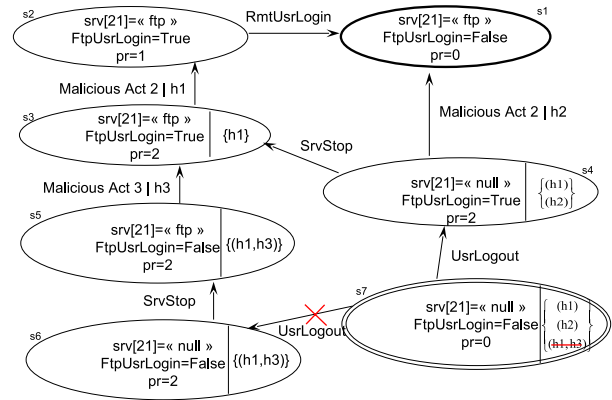 s2
srv[21]=« ftp »
FtpUsrLogin=True
pr=1
RmtUsrLogin
s1
srv[21]=« ftp »
FtpUsrLogin=False
pr=0
Malicious Act 2 | h1
Malicious Act 2 | h2
s3
srv[21]=« ftp »
FtpUsrLogin=True
pr=2
{h1}
SrvStop
s4
srv[21]=« null »
FtpUsrLogin=True
pr=2
{(h1)
(h2)}
Malicious Act 3 | h3
s5
srv[21]=« ftp »
FtpUsrLogin=False
pr=2
{(h1,h3)}
UsrLogout
SrvStop
UsrLogout
s7
srv[21]=« null »
FtpUsrLogin=False
pr=0
{(h1)
(h2)
(h1,h3)}
s6
srv[21]=« null »
FtpUsrLogin=False
pr=2
{(h1,h3)}